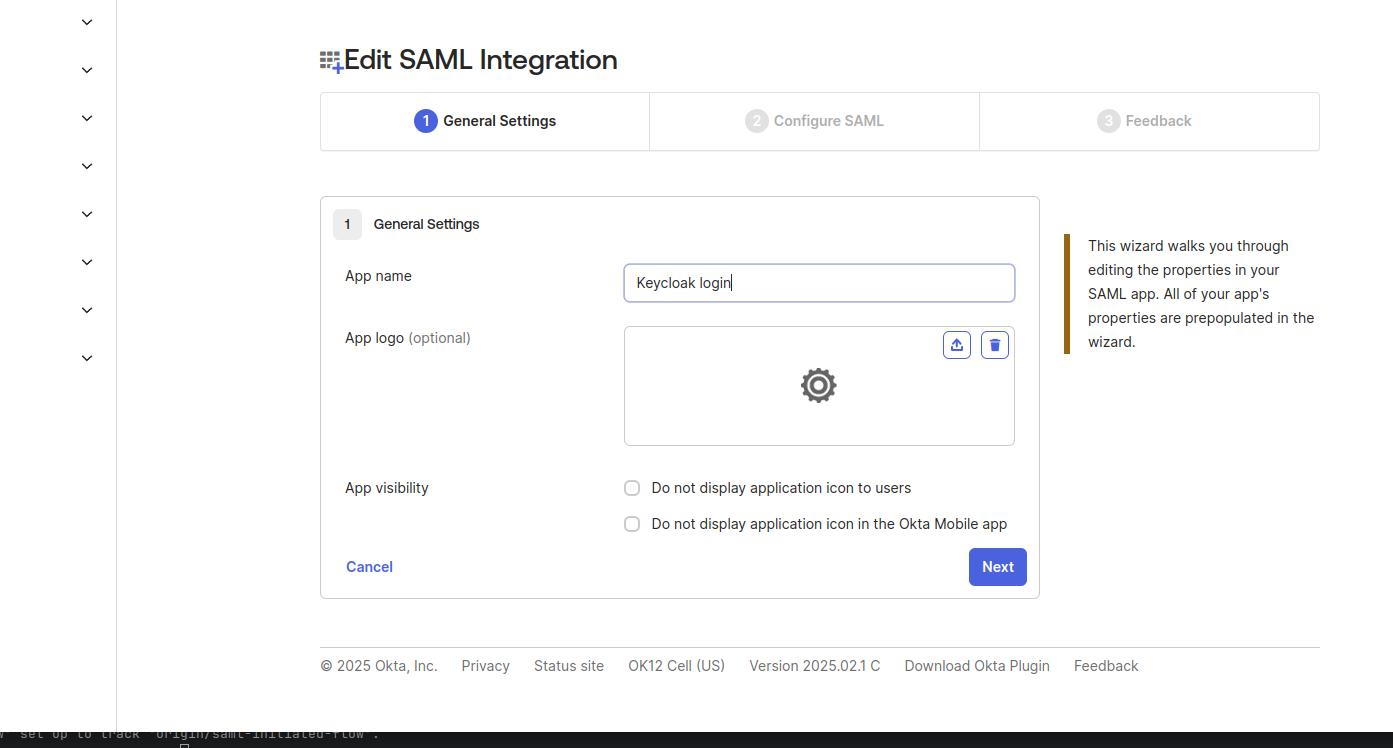 Edit SAML Integration
1 General Settings
2 Configure SAML
3 Feedback
1 General Settings
App name
Keycloak login
App logo (optional)
App visibility
Do not display application icon to users
Do not display application icon in the Okta Mobile app
Cancel
Next
This wizard walks you through
editing the properties in your
SAML app. All of your app's
properties are prepopulated in the
wizard.
© 2025 Okta, Inc. Privacy Status site OK12 Cell (US) Version 2025.02.1 C Download Okta Plugin Feedback
set up to track 'origin/saml-initiated-flow'.